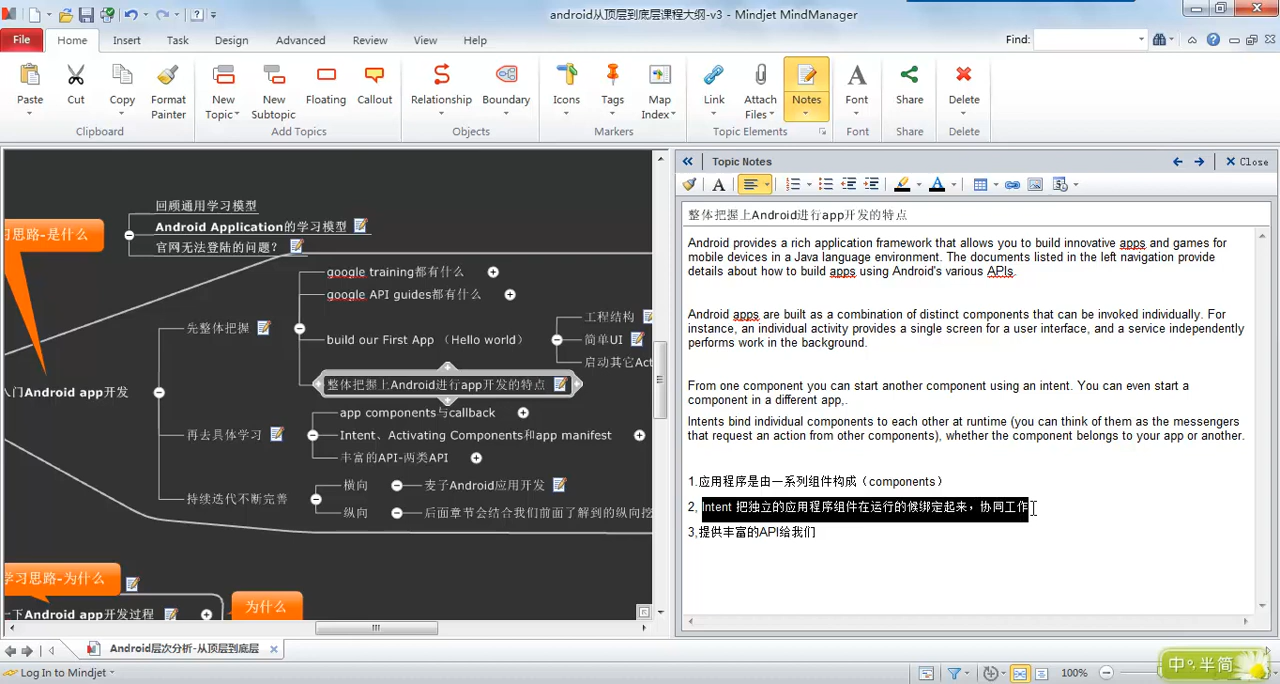 android从顶层到底层课程大纲-v3 - Mindjet MindManager
File Home Insert Task Design Advanced Review View Help Find:
Paste Cut Copy Format Painter
New Topic New Subtopic Floating Callout
Relationship Boundary
Icons Tags Map Index
Link Attach Files Notes
Font Share Delete
Clipboard Add Topics Objects Markers Topic Elements Font Share Delete
习思路-是什么
回顾通用学习模型
Android Application的学习模型
官网无法登陆的问题？
google training都有什么
google API guides都有什么
先整体把握
build our First App （Hello world）
工程结构
简单UI
启动其它Act
整体把握上Android进行app开发的特点
入门Android app开发
app components与callback
再去具体学习
Intent、Activating Components和app manifest
丰富的API-两类API
持续迭代不断完善
横向
麦子Android应用开发
纵向
后面章节会结合我们前面了解到的纵向挖
学习思路-为什么
一下Android app开发过程
为什么
Topic Notes
Close
整体把握上Android进行app开发的特点
Android provides a rich application framework that allows you to build innovative apps and games for
mobile devices in a Java language environment. The documents listed in the left navigation provide
details about how to build apps using Android's various APIs.
Android apps are built as a combination of distinct components that can be invoked individually. For
instance, an individual activity provides a single screen for a user interface, and a service independently
performs work in the background.
From one component you can start another component using an intent. You can even start a
component in a different app,.
Intents bind individual components to each other at runtime (you can think of them as the messengers
that request an action from other components), whether the component belongs to your app or another.
1.应用程序是由一系列组件构成（components）
2, Intent 把独立的应用程序组件在运行的候绑定起来，协同工作
3,提供丰富的API给我们
Android层次分析-从顶层到底层
Log In to Mindjet
100%
中°,半简